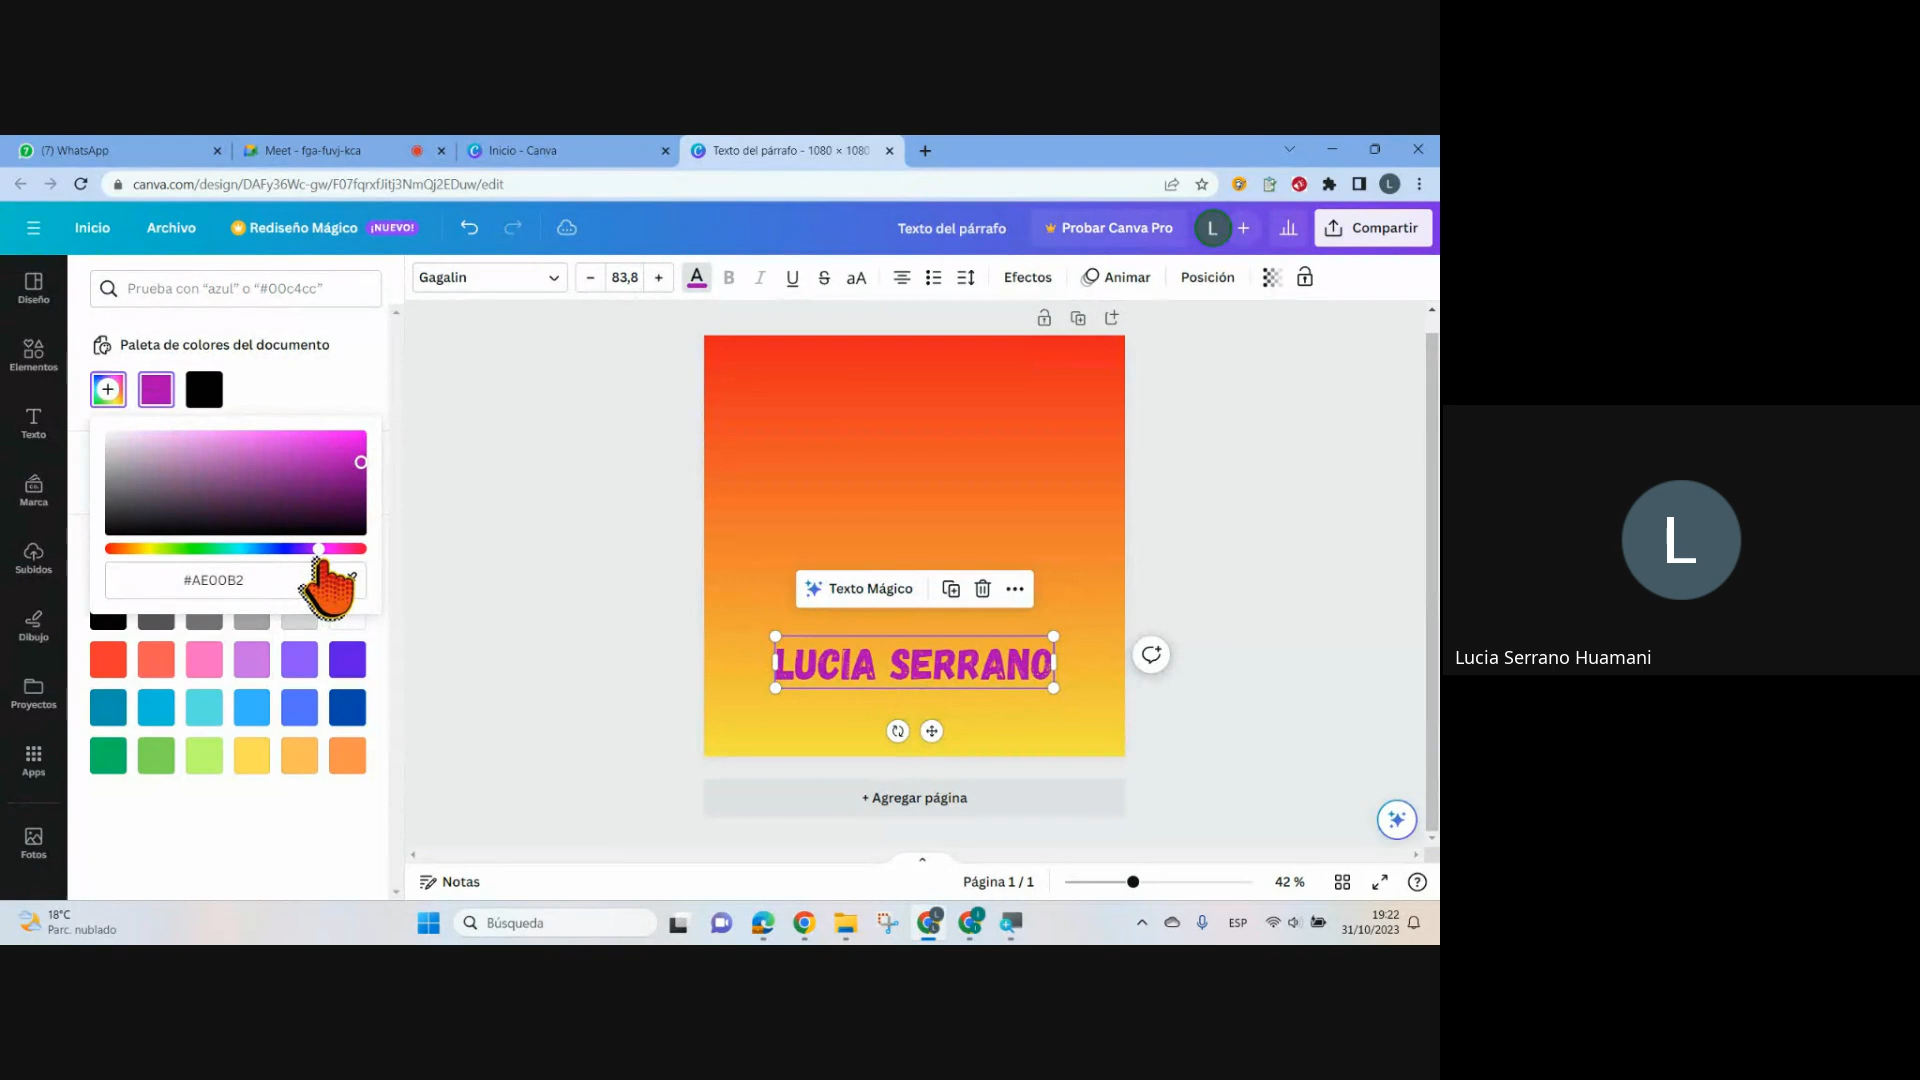 (7) WhatsApp
Meet - fga-fuvj-kca
Inicio - Canva
Texto del párrafo - 1080 × 1080
canva.com/design/DAFy36Wc-gw/F07fqrxfJitj3NmQj2EDuw/edit
L
Inicio
Archivo
Rediseño Mágico
¡NUEVO!
Texto del párrafo
Probar Canva Pro
L
Compartir
Gagalin
83,8
A
B
I
U
S
aA
Efectos
Animar
Posición
Prueba con “azul” o “#00c4cc”
Paleta de colores del documento
#AE00B2
Diseño
Elementos
Texto
Marca
Subidos
Dibujo
Proyectos
Apps
Fotos
Texto Mágico
LUCIA SERRANO
+ Agregar página
Notas
Página 1 / 1
42 %
18°C
Parc. nublado
Búsqueda
ESP
19:22
31/10/2023
L
Lucia Serrano Huamani